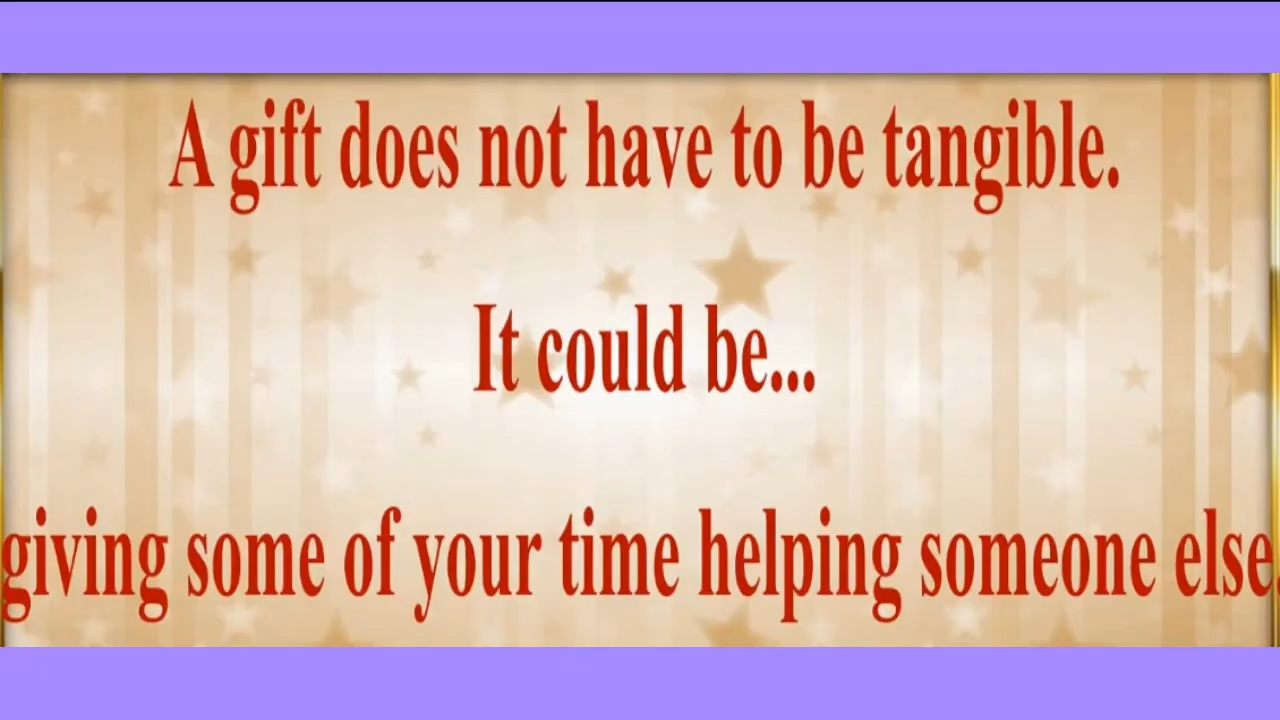 A gift does not have to be tangible.
It could be...
giving some of your time helping someone else.